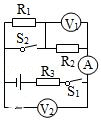 R₁ V₁
S₂
R₂ A
R₃ S₁
V₂